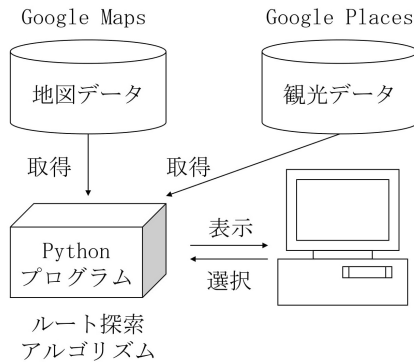 Google Maps
Google Places
地図データ
観光データ
取得
取得
Python
プログラム
表示
選択
ルート探索
アルゴリズム